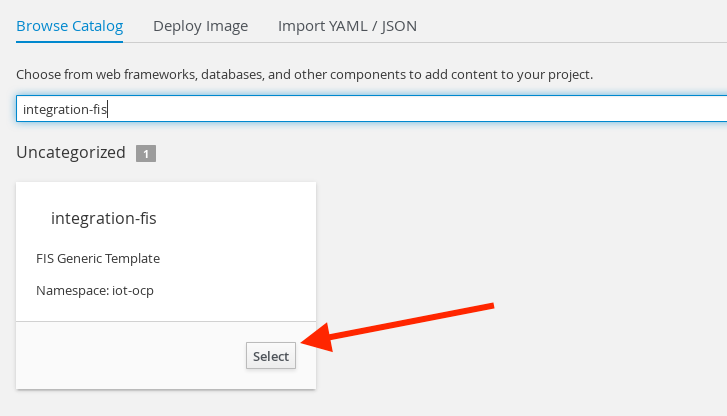 Browse Catalog Deploy Image Import YAML / JSON
Choose from web frameworks, databases, and other components to add content to your project.
integration-fis
Uncategorized 1
integration-fis
FIS Generic Template
Namespace: iot-ocp
Select